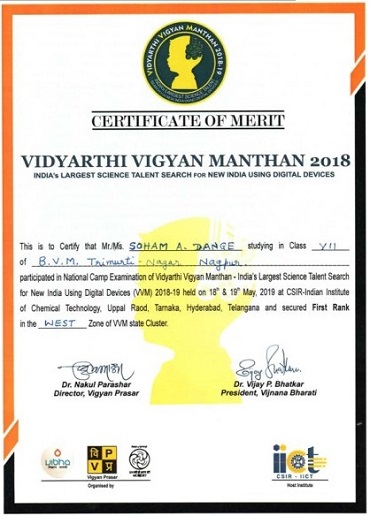 VIDYARTHI VIGYAN MANTHAN 2018-19
CERTIFICATE OF MERIT
VIDYARTHI VIGYAN MANTHAN 2018
INDIA's LARGEST SCIENCE TALENT SEARCH FOR NEW INDIA USING DIGITAL DEVICES
This is to Certify that Mr/Ms. SOHAM A. DANGE studying in Class VII
of B.V.M. Trimurti-Nagar Nagpur.
participated in National Camp Examination of Vidyarthi Vigyan Manthan - India's Largest Science Talent Search
for New India Using Digital Devices (VVM) 2018-19 held on 18th & 19th May, 2019 at CSIR-Indian Institute
of Chemical Technology, Uppal Raod, Tarnaka, Hyderabad, Telangana and secured First Rank
in the WEST Zone of VVM state Cluster.
Dr. Nakul Parashar
Director, Vigyan Prasar
Dr. Vijay P. Bhatkar
President, Vijnana Bharati
vibha
वि P
V प्र
Vigyan Prasar
Organised by
iict
CSIR - IICT
Host Institute